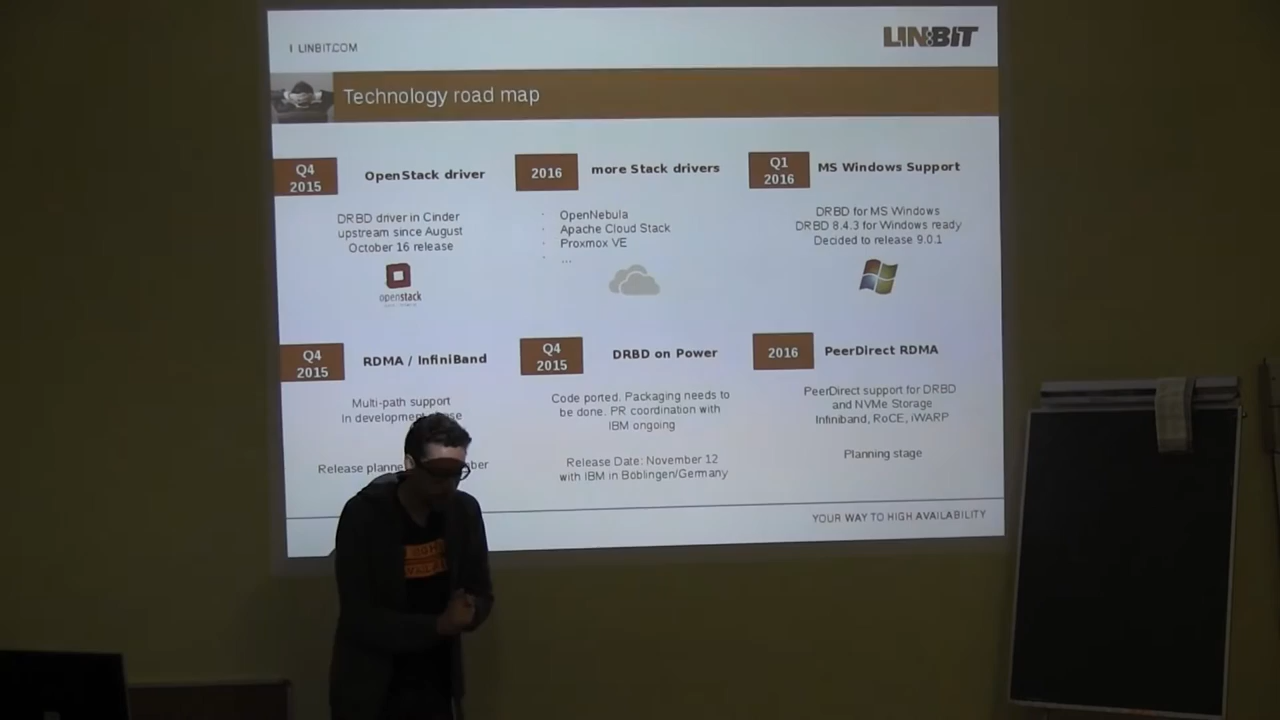 I LINBIT.COM
LINBIT
Technology road map
Q4
2015
OpenStack driver
DRBD driver in Cinder
upstream since August
October 16 release
openstack
2016
more Stack drivers
· OpenNebula
· Apache Cloud Stack
· Proxmox VE
· ...
Q1
2016
MS Windows Support
DRBD for MS Windows
DRBD 8.4.3 for Windows ready
Decided to release 9.0.1
Q4
2015
RDMA / InfiniBand
Multi-path support
In development
Release
Q4
2015
DRBD on Power
Code ported. Packaging needs to
be done. PR coordination with
IBM ongoing
Release Date: November 12
with IBM in Böblingen/Germany
2016
PeerDirect RDMA
PeerDirect support for DRBD
and NVMe Storage
Infiniband, RoCE, iWARP
Planning stage
YOUR WAY TO HIGH AVAILABILITY